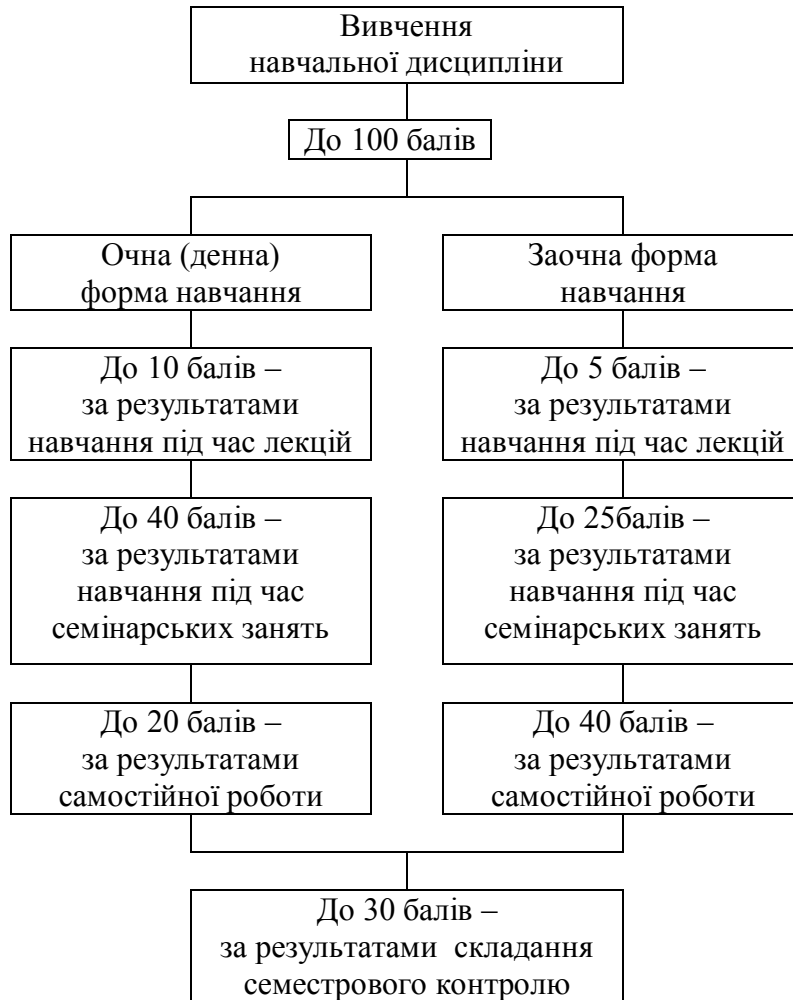 Вивчення
навчальної дисципліни
До 100 балів
Очна (денна)
форма навчання
Заочна форма
навчання
До 10 балів –
за результатами
навчання під час лекцій
До 5 балів –
за результатами
навчання під час лекцій
До 40 балів –
за результатами
навчання під час
семінарських занять
До 25балів –
за результатами
навчання під час
семінарських занять
До 20 балів –
за результатами
самостійної роботи
До 40 балів –
за результатами
самостійної роботи
До 30 балів –
за результатами складання
семестрового контролю